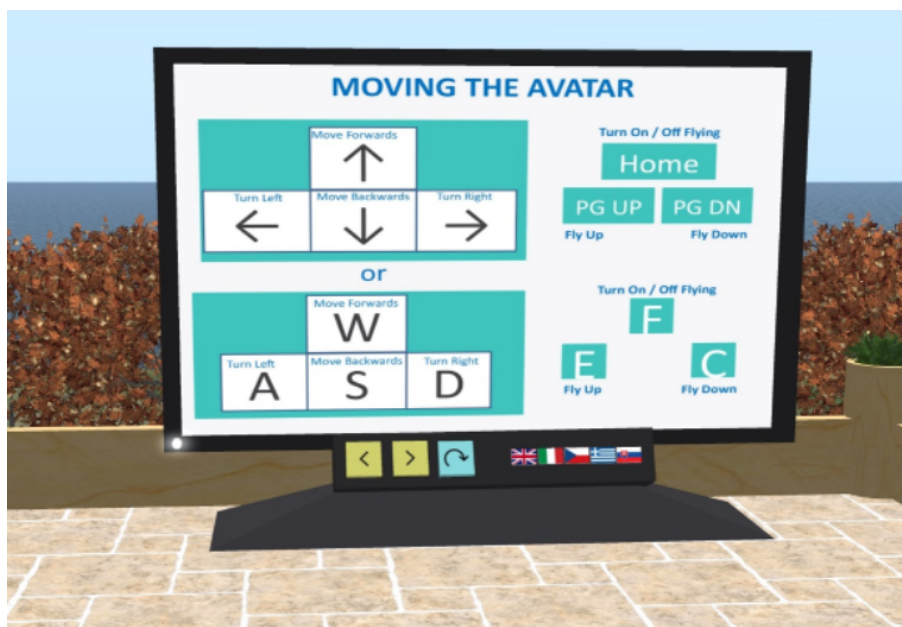 MOVING THE AVATAR
Move Forwards
↑
Turn Left Move Backwards Turn Right
← ↓ →
or
Move Forwards
W
Turn Left Move Backwards Turn Right
A S D
Turn On / Off Flying
Home
PG UP PG DN
Fly Up Fly Down
Turn On / Off Flying
F
E C
Fly Up Fly Down
< >